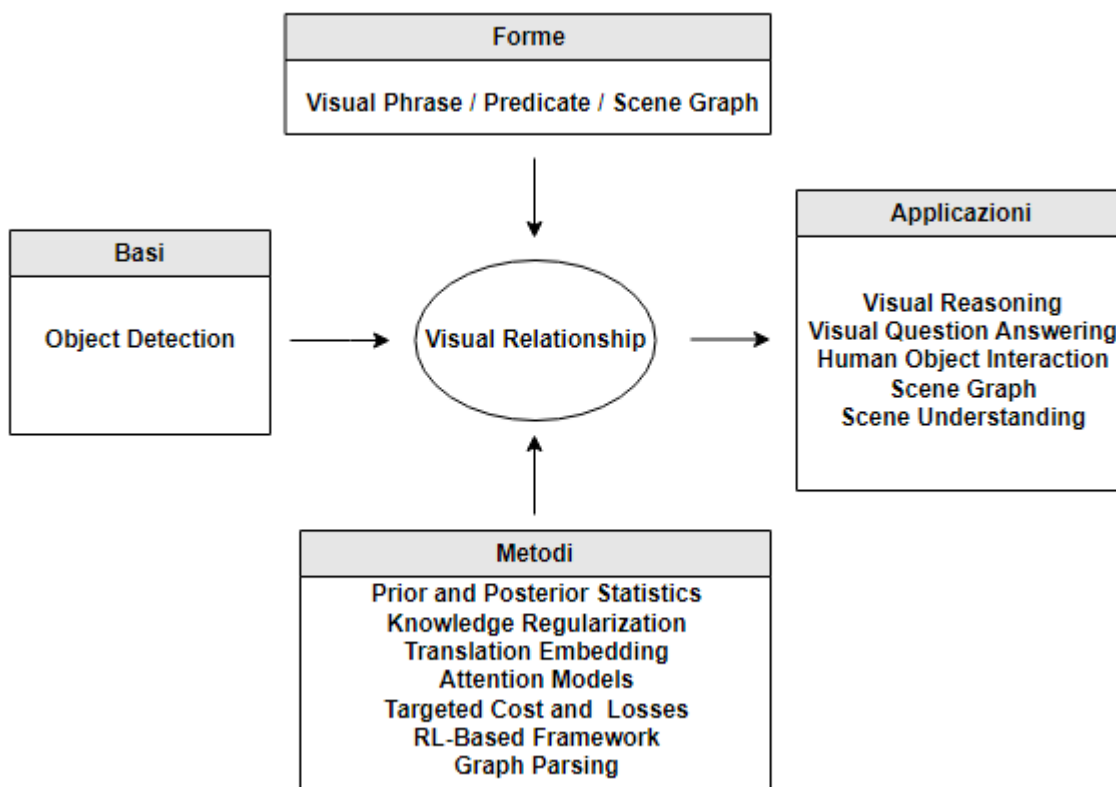 Forme
Visual Phrase / Predicate / Scene Graph
Basi
Object Detection
Visual Relationship
Applicazioni
Visual Reasoning
Visual Question Answering
Human Object Interaction
Scene Graph
Scene Understanding
Metodi
Prior and Posterior Statistics
Knowledge Regularization
Translation Embedding
Attention Models
Targeted Cost and Losses
RL-Based Framework
Graph Parsing